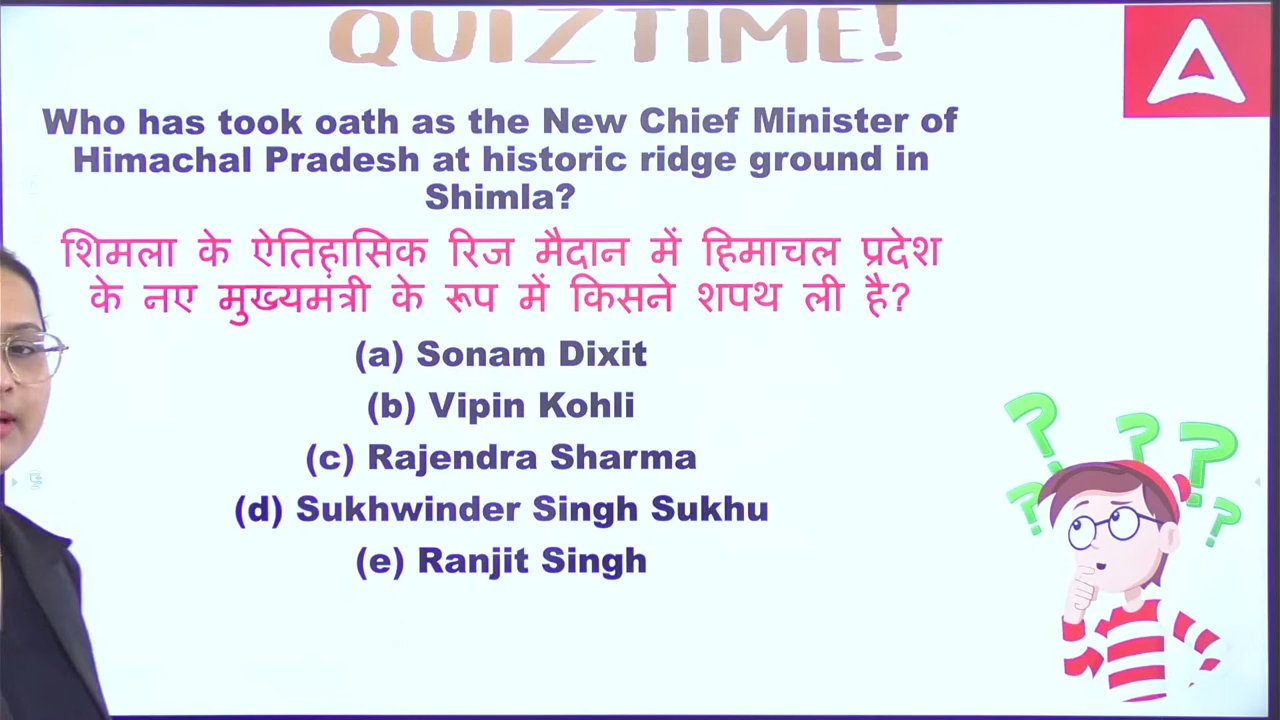 QUIZTIME!
Who has took oath as the New Chief Minister of
Himachal Pradesh at historic ridge ground in
Shimla?
शिमला के ऐतिहासिक रिज मैदान में हिमाचल प्रदेश
के नए मुख्यमंत्री के रूप में किसने शपथ ली है?
(a) Sonam Dixit
(b) Vipin Kohli
(c) Rajendra Sharma
(d) Sukhwinder Singh Sukhu
(e) Ranjit Singh